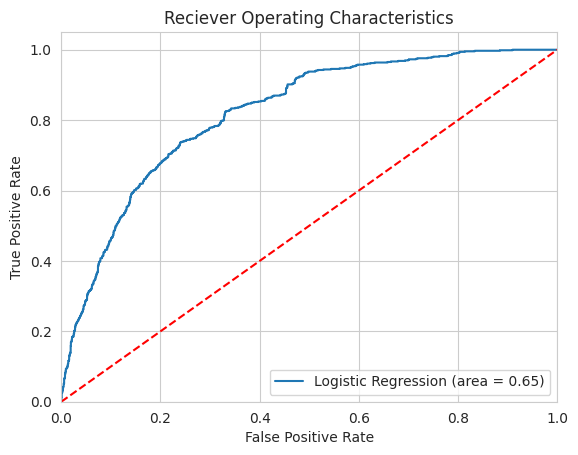 Reciever Operating Characteristics
1.0
0.8
0.6
0.4
0.2
0.0
True Positive Rate
Logistic Regression (area = 0.65)
0.0 0.2 0.4 0.6 0.8 1.0
False Positive Rate